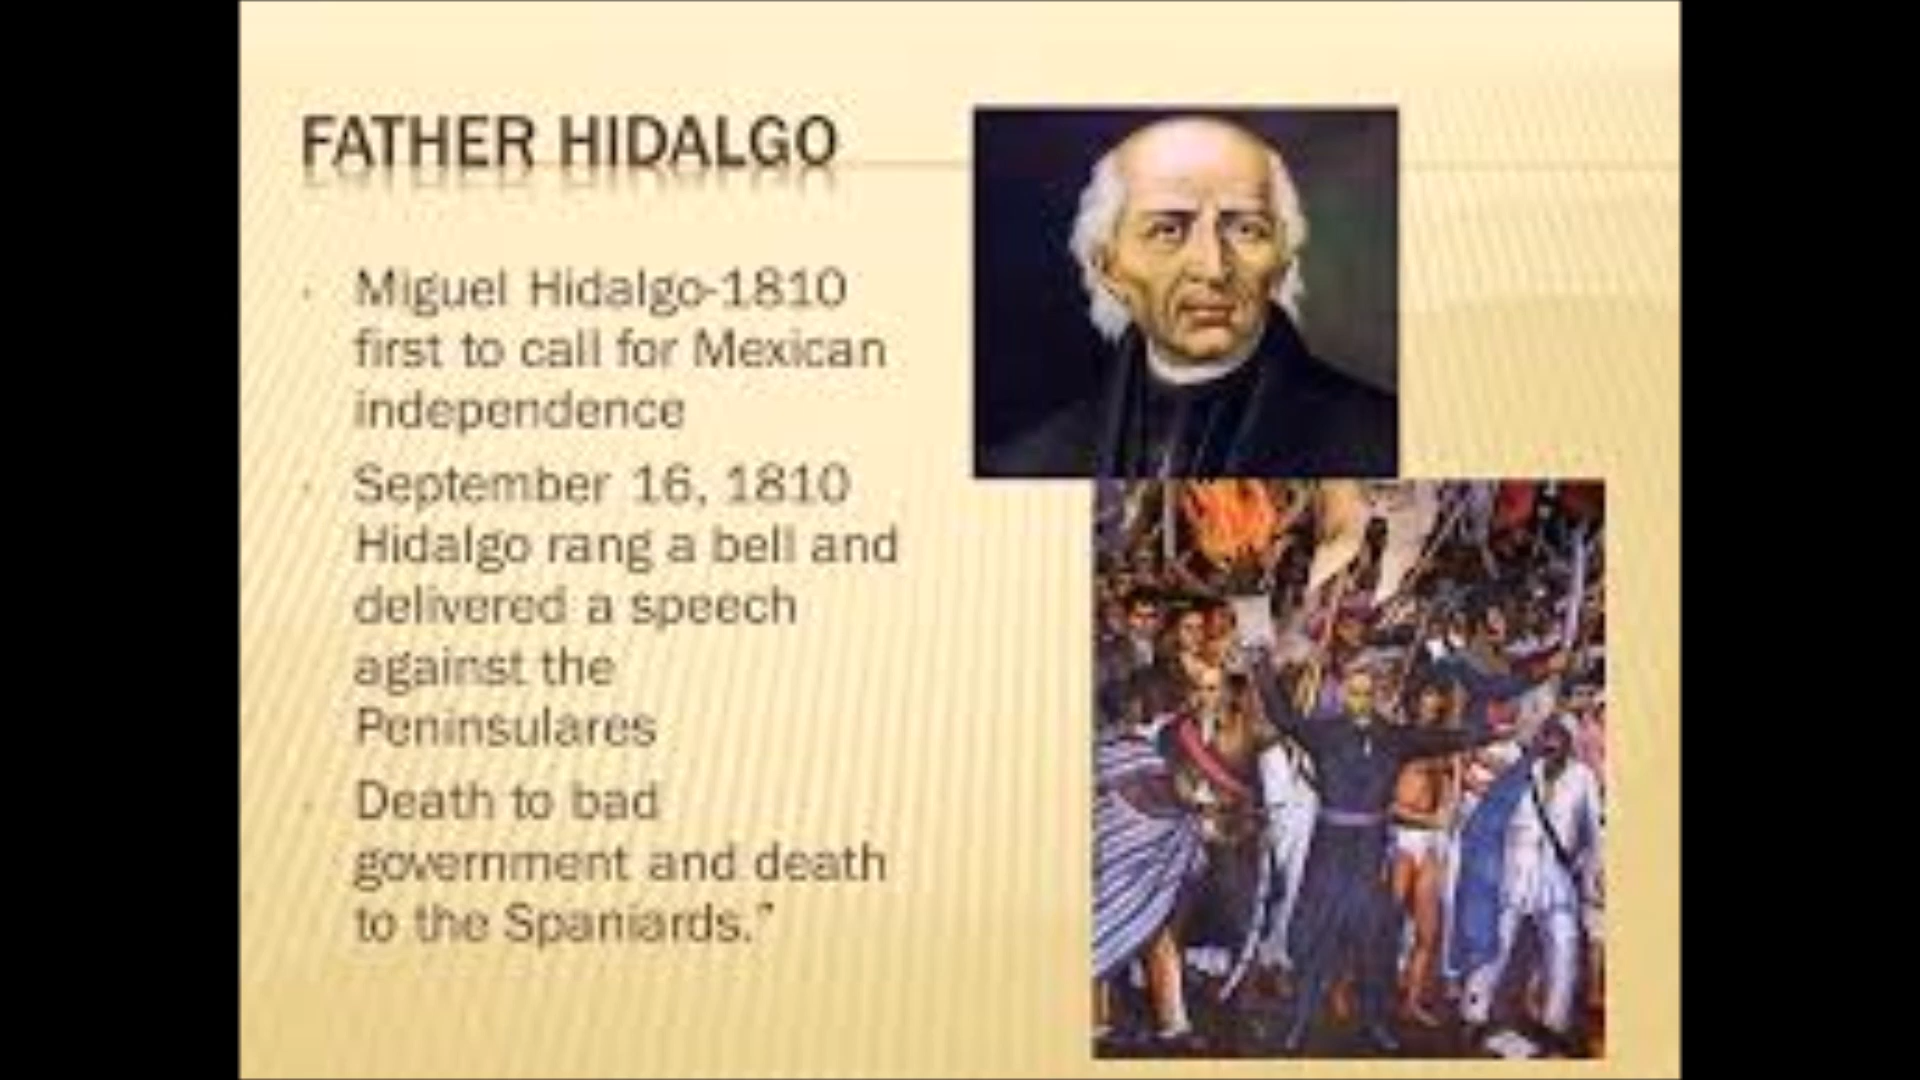 FATHER HIDALGO
Miguel Hidalgo-1810
first to call for Mexican
independence
September 16, 1810
Hidalgo rang a bell and
delivered a speech
against the
Peninsulares
Death to bad
government and death
to the Spaniards.”